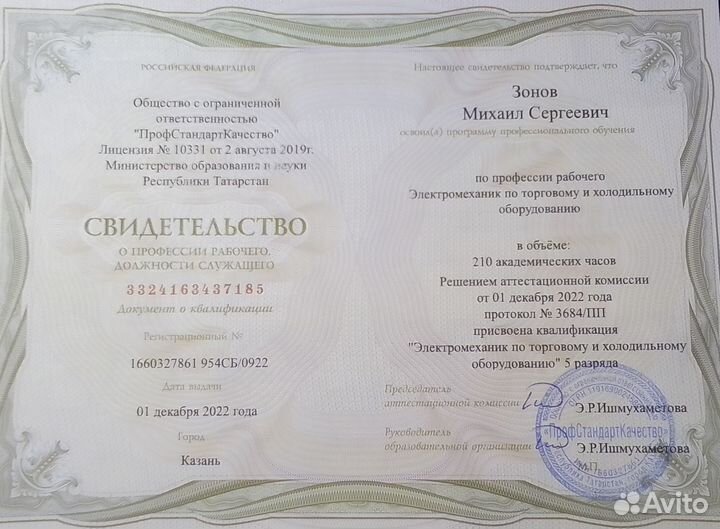 РОССИЙСКАЯ ФЕДЕРАЦИЯ
Общество с ограниченной
ответственностью
"ПрофСтандартКачество"
Лицензия № 10331 от 2 августа 2019г.
Министерство образования и науки
Республики Татарстан
СВИДЕТЕЛЬСТВО
О ПРОФЕССИИ РАБОЧЕГО,
ДОЛЖНОСТИ СЛУЖАЩЕГО
3324163437185
Документ о квалификации
Регистрационный №
1660327861 954СБ/0922
Дата выдачи
01 декабря 2022 года
Город
Казань
Настоящее свидетельство подтверждает, что
Зонов
Михаил Сергеевич
освоил(а) программу профессионального обучения
по профессии рабочего
Электромеханик по торговому и холодильному
оборудованию
в объёме:
210 академических часов
Решением аттестационной комиссии
от 01 декабря 2022 года
протокол № 3684/ПП
присвоена квалификация
"Электромеханик по торговому и холодильному
оборудованию" 5 разряда
Председатель
аттестационной комиссии
Э.Р.Ишмухаметова
Руководитель
образовательной организации
Э.Р.Ишмухаметова
М.П.
«ПрофСтандартКачество»
Avito